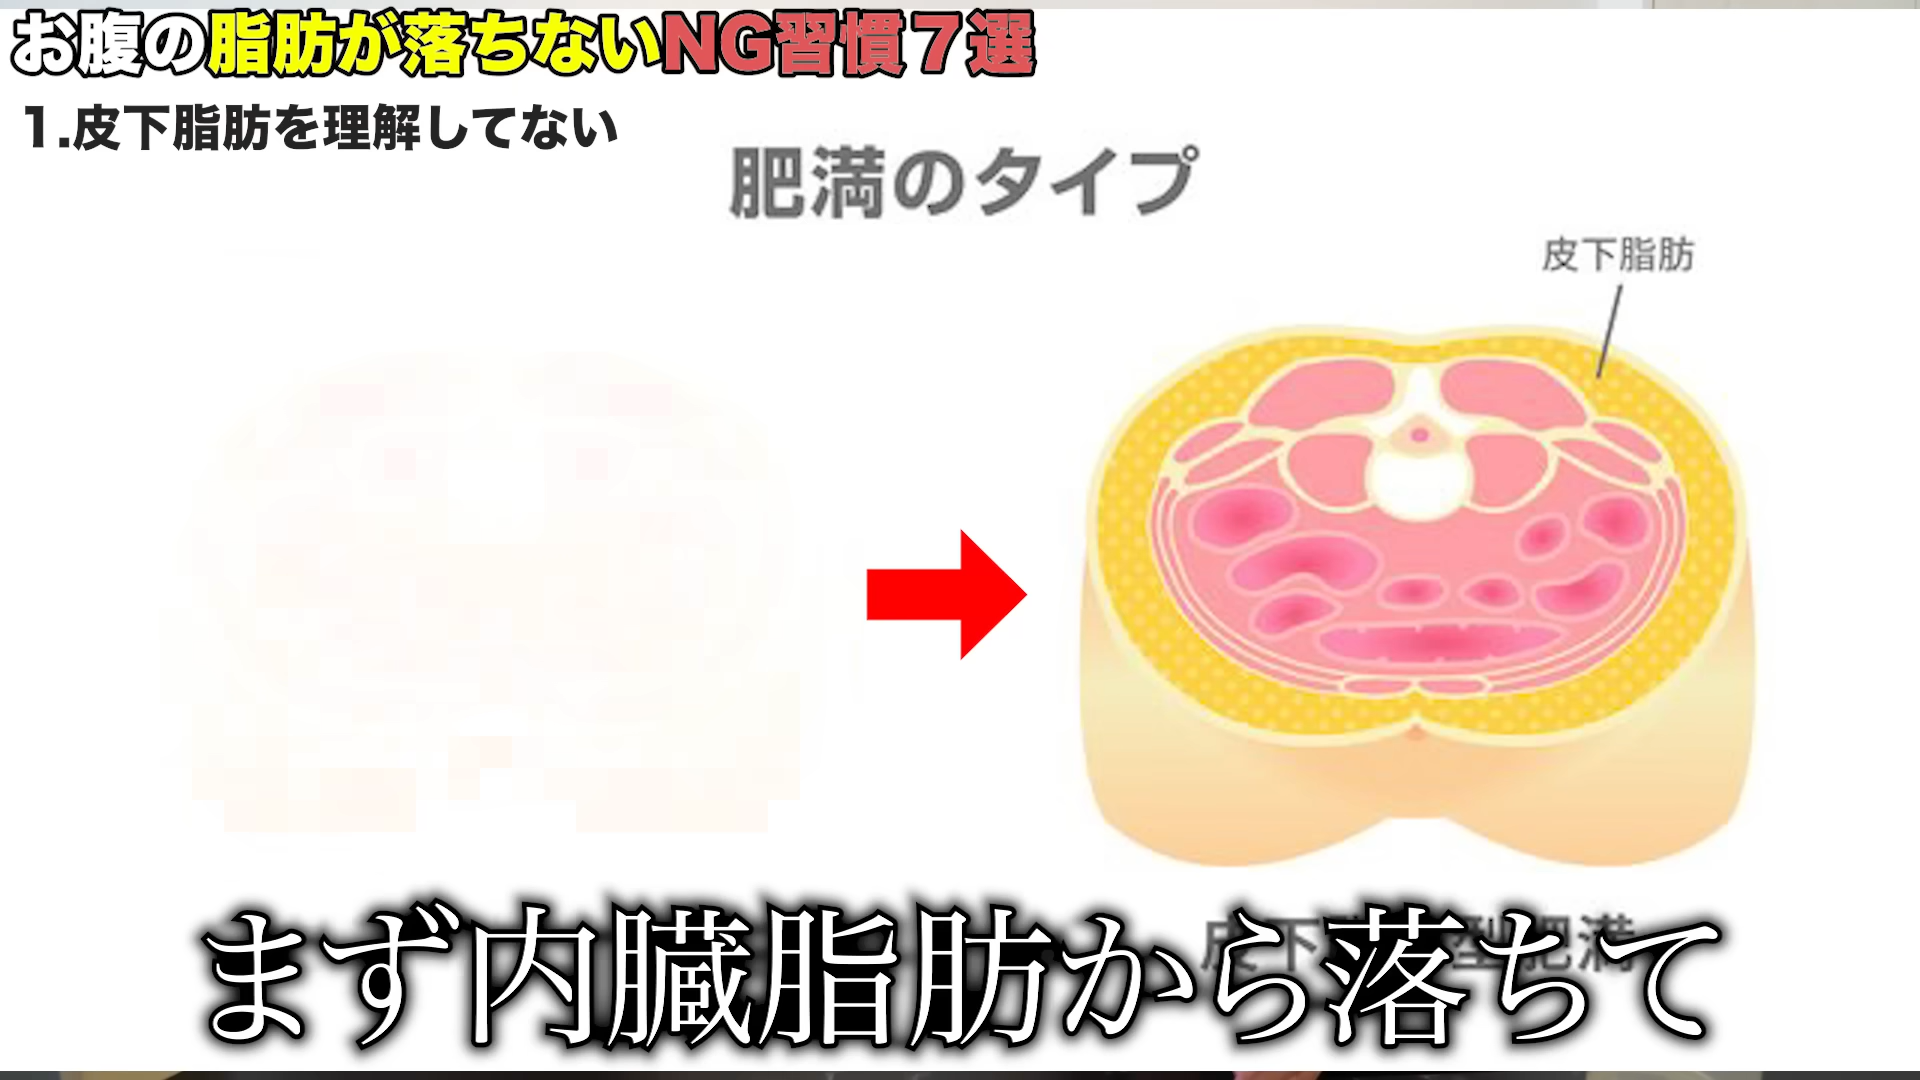 お腹の脂肪が落ちないNG習慣7選
1.皮下脂肪を理解してない
肥満のタイプ
皮下脂肪
まず内臓脂肪から落ちて